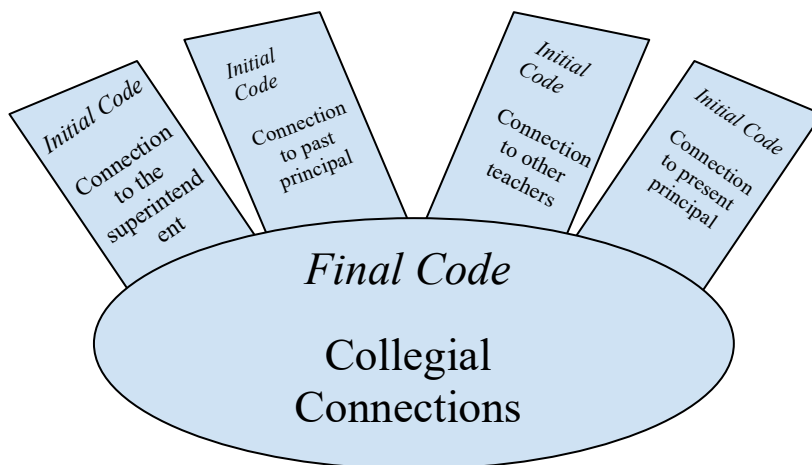 Initial Code
Connection
to the
superintend
ent
Initial
Code
Connection
to past
principal
Initial
Code
Connection
to other
teachers
Initial Code
Connection
to present
principal
Final Code
Collegial
Connections